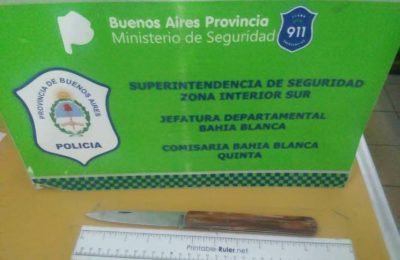 Buenos Aires Provincia
Ministerio de Seguridad
911
PROVINCIA DE BUENOS AIRES
POLICIA
SUPERINTENDENCIA DE SEGURIDAD
ZONA INTERIOR SUR
JEFATURA DEPARTAMENTAL
BAHIA BLANCA
COMISARIA BAHIA BLANCA
QUINTA
Printable-Ruler.net